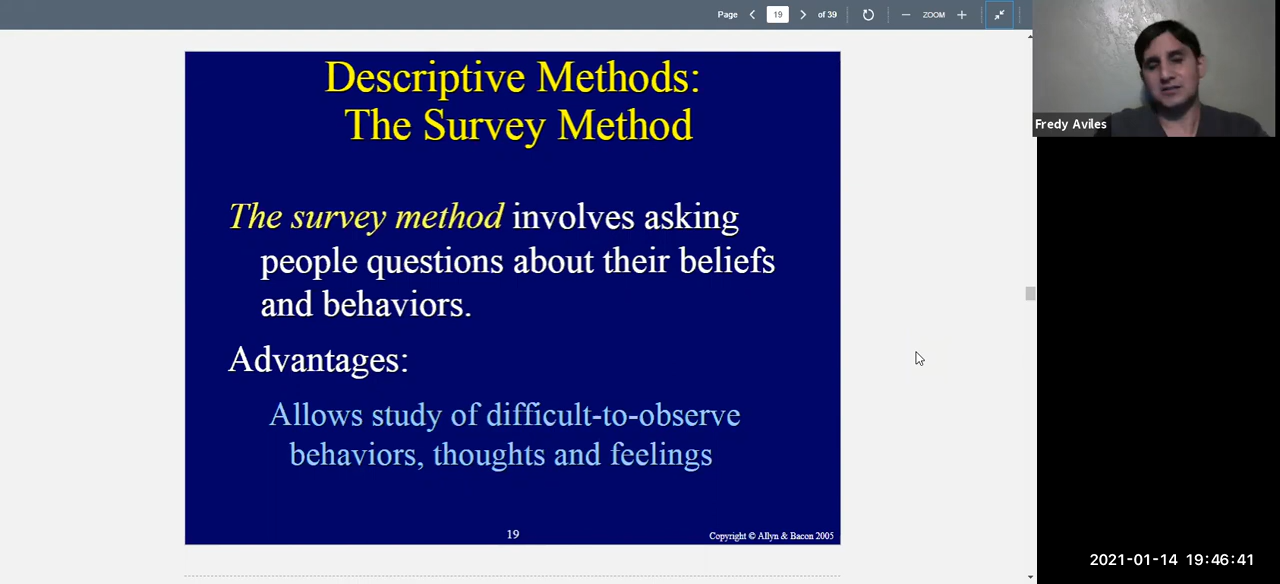 Page 19 of 39 ZOOM
Fredy Aviles
Descriptive Methods:
The Survey Method
The survey method involves asking
people questions about their beliefs
and behaviors.
Advantages:
Allows study of difficult-to-observe
behaviors, thoughts and feelings
19
Copyright © Allyn & Bacon 2005
2021-01-14 19:46:41